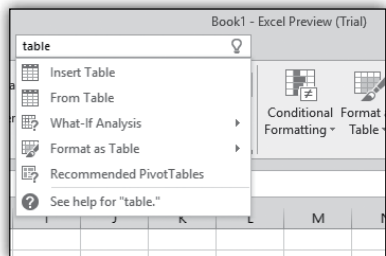 Book1 - Excel Preview (Trial)
table
Insert Table
From Table
What-If Analysis
Format as Table
Recommended PivotTables
See help for "table."
Conditional Formatting
Format a
Table
I J K L M N